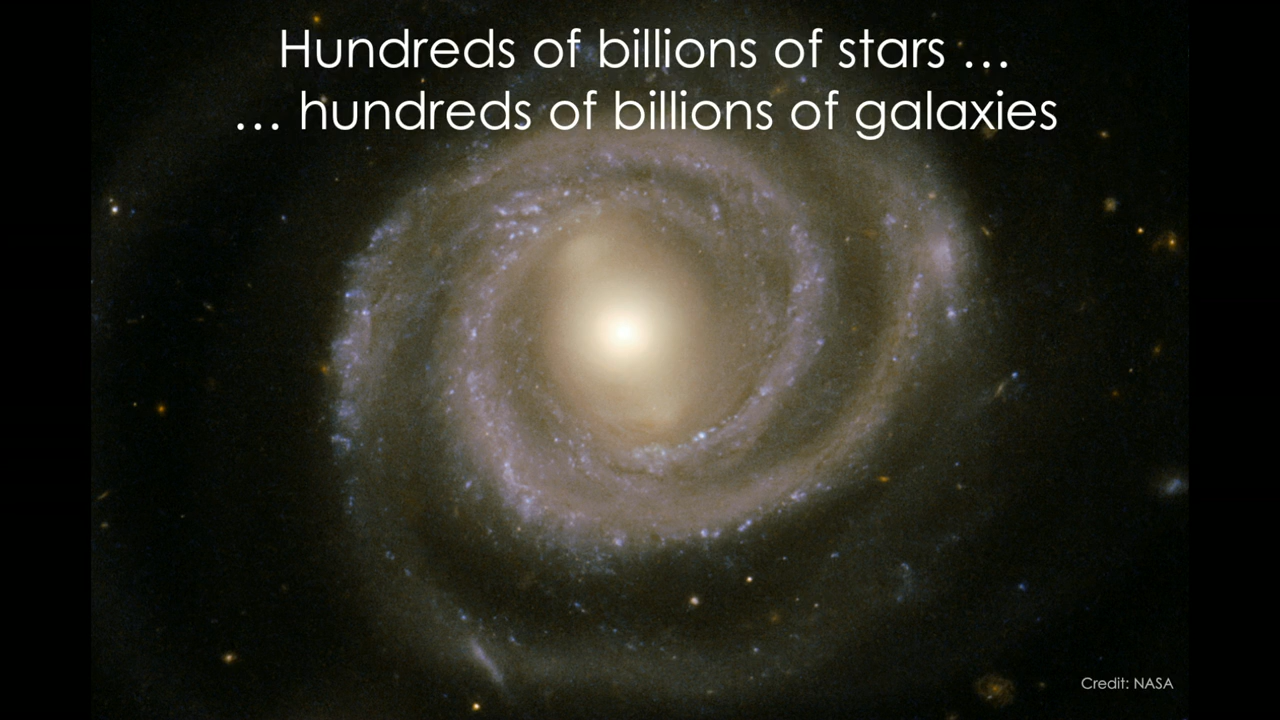 Hundreds of billions of stars …
… hundreds of billions of galaxies
Credit: NASA